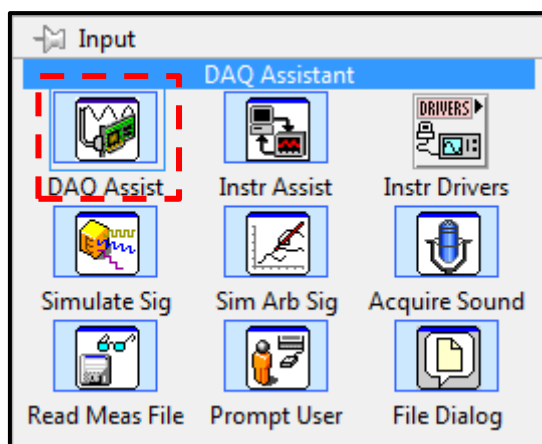 Input
DAQ Assistant
DRIVERS
DAQ Assist Instr Assist Instr Drivers
Simulate Sig Sim Arb Sig Acquire Sound
Read Meas File Prompt User File Dialog